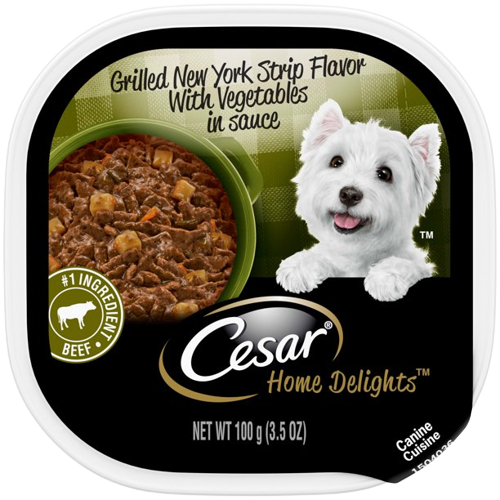 Grilled New York Strip Flavor
With Vegetables
in sauce
TM
#1 INGREDIENT
• BEEF •
Cesar®
Home Delights™
NET WT 100 g (3.5 OZ)
Canine
Cuisine